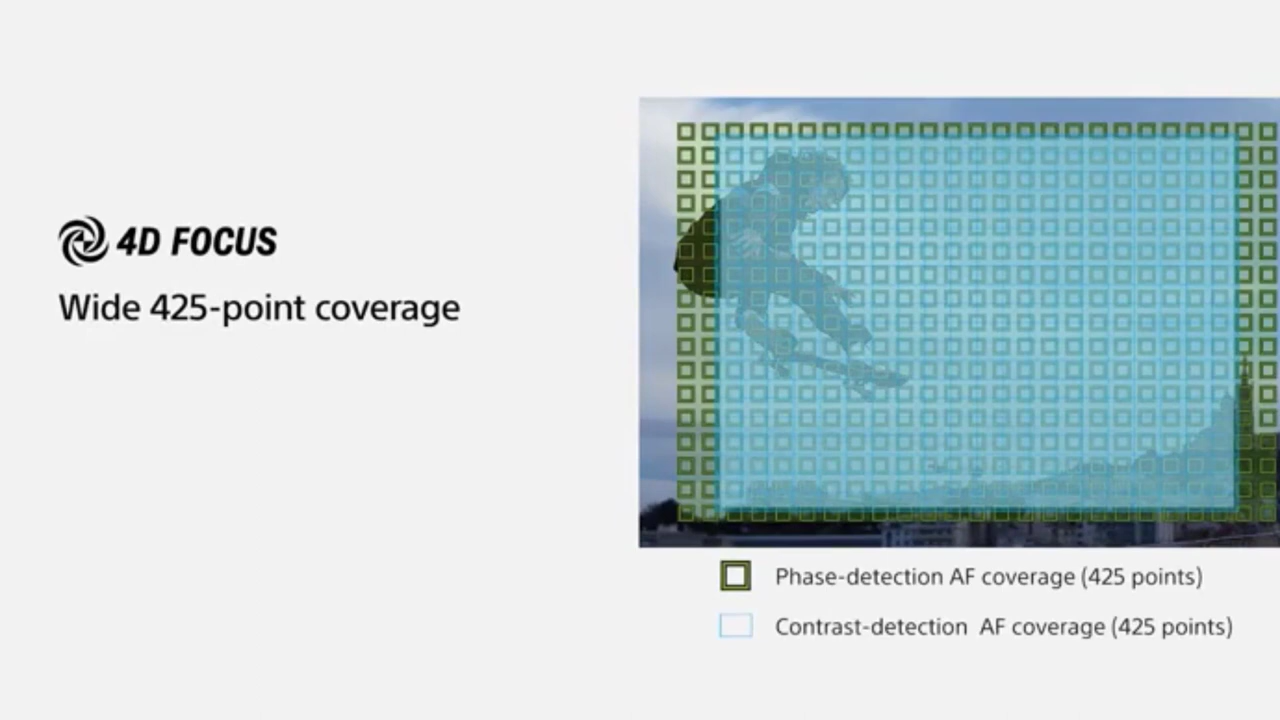 4D FOCUS
Wide 425-point coverage
Phase-detection AF coverage (425 points)
Contrast-detection AF coverage (425 points)